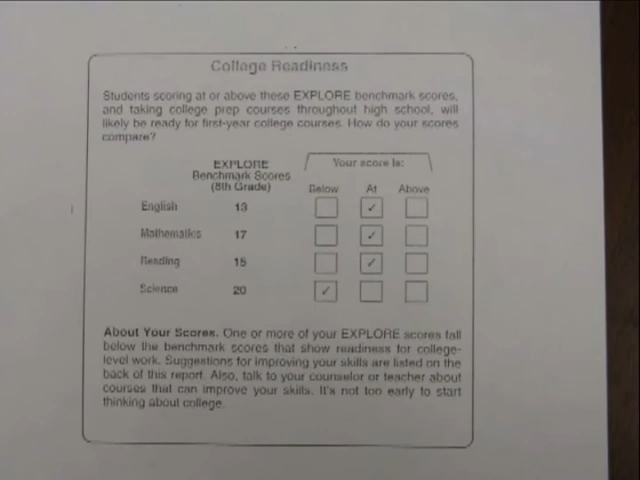 College Readiness
Students scoring at or above these EXPLORE benchmark scores,
and taking college prep courses throughout high school, will
likely be ready for first-year college courses. How do your scores
compare?
EXPLORE
Benchmark Scores
(8th Grade)
Your score is:
Below At Above
English 13 ✓
Mathematics 17 ✓
Reading 15 ✓
Science 20 ✓
About Your Scores. One or more of your EXPLORE scores fall
below the benchmark scores that show readiness for college-
level work. Suggestions for improving your skills are listed on the
back of this report. Also, talk to your counselor or teacher about
courses that can improve your skills. It's not too early to start
thinking about college.